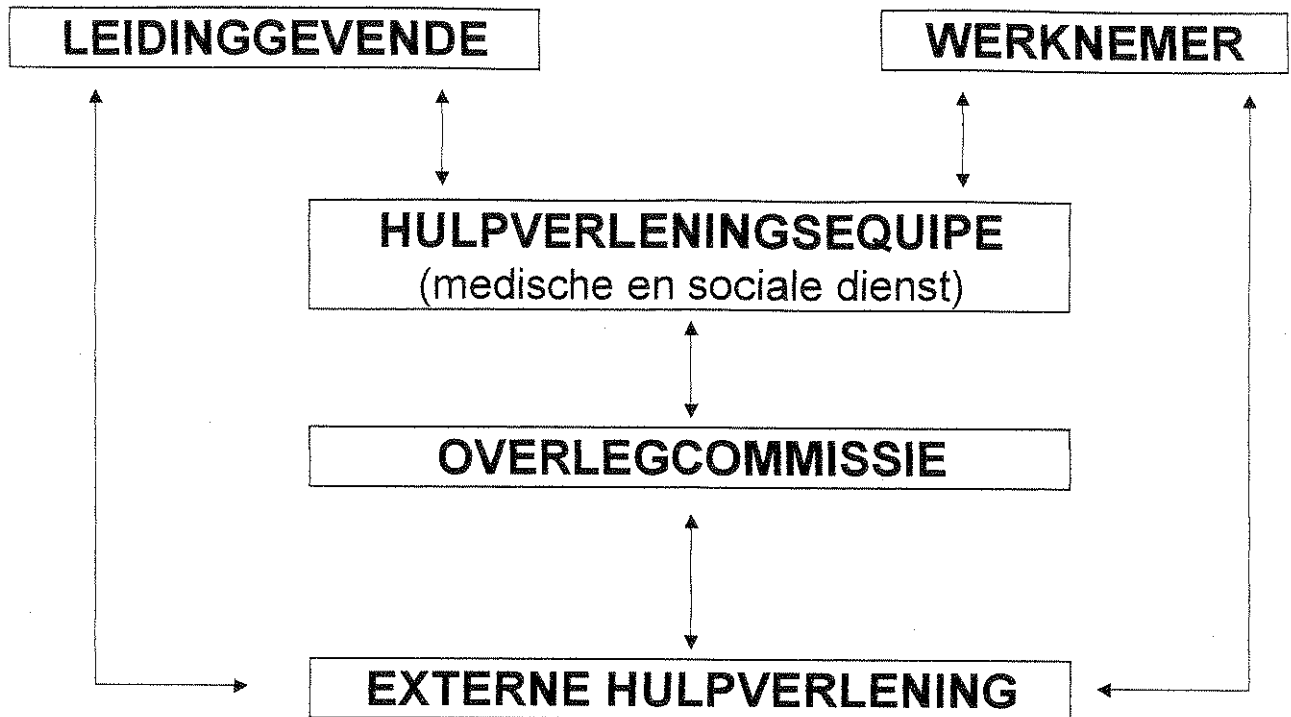 LEIDINGGEVENDE
WERKNEMER
HULPVERLENINGSEQUIPE
(medische en sociale dienst)
OVERLEGCOMMISSIE
EXTERNE HULPVERLENING